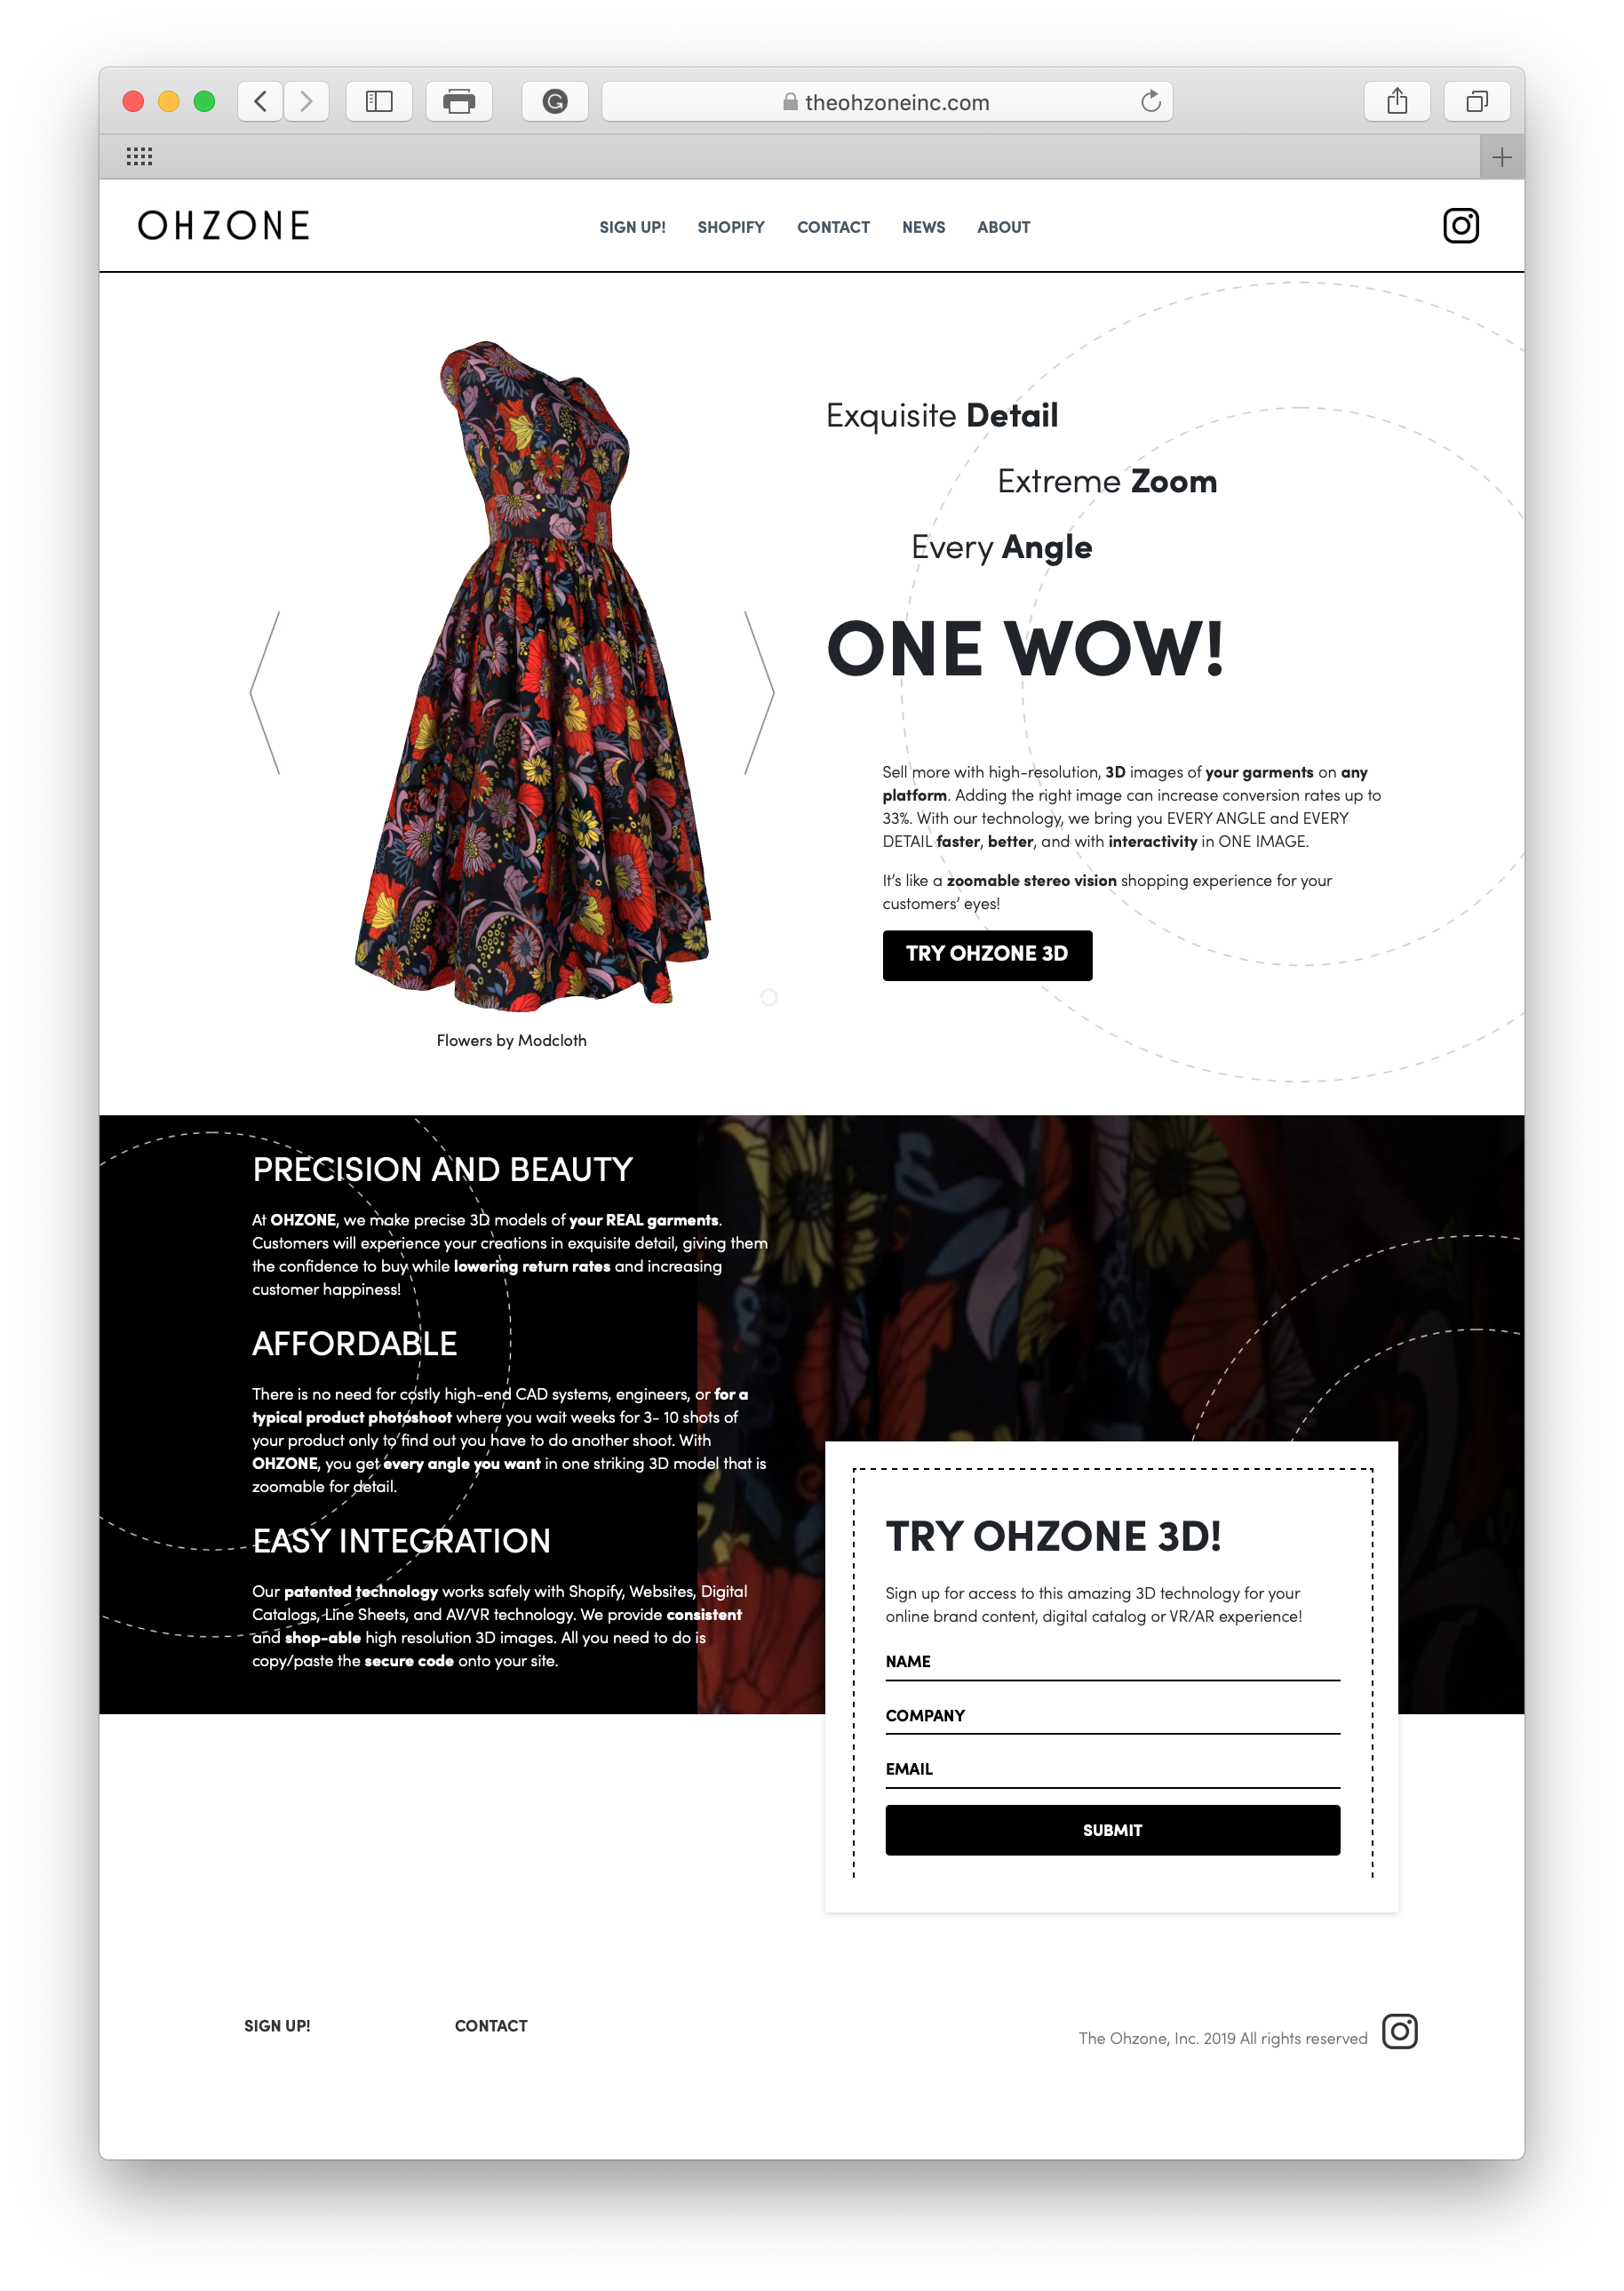 theohzoneinc.com
OHZONE
SIGN UP! SHOPIFY CONTACT NEWS ABOUT
Exquisite Detail
Extreme Zoom
Every Angle
ONE WOW!
Sell more with high-resolution, 3D images of your garments on any
platform. Adding the right image can increase conversion rates up to
33%. With our technology, we bring you EVERY ANGLE and EVERY
DETAIL faster, better, and with interactivity in ONE IMAGE.
It's like a zoomable stereo vision shopping experience for your
customers' eyes!
TRY OHZONE 3D
Flowers by Modcloth
PRECISION AND BEAUTY
At OHZONE, we make precise 3D models of your REAL garments.
Customers will experience your creations in exquisite detail, giving them
the confidence to buy while lowering return rates and increasing
customer happiness!
AFFORDABLE
There is no need for costly high-end CAD systems, engineers, or for a
typical product photoshoot where you wait weeks for 3- 10 shots of
your product only to find out you have to do another shoot. With
OHZONE, you get every angle you want in one striking 3D model that is
zoomable for detail.
EASY INTEGRATION
Our patented technology works safely with Shopify, Websites, Digital
Catalogs, Line Sheets, and AV/VR technology. We provide consistent
and shop-able high resolution 3D images. All you need to do is
copy/paste the secure code onto your site.
TRY OHZONE 3D!
Sign up for access to this amazing 3D technology for your
online brand content, digital catalog or VR/AR experience!
NAME
COMPANY
EMAIL
SUBMIT
SIGN UP! CONTACT
The Ohzone, Inc. 2019 All rights reserved